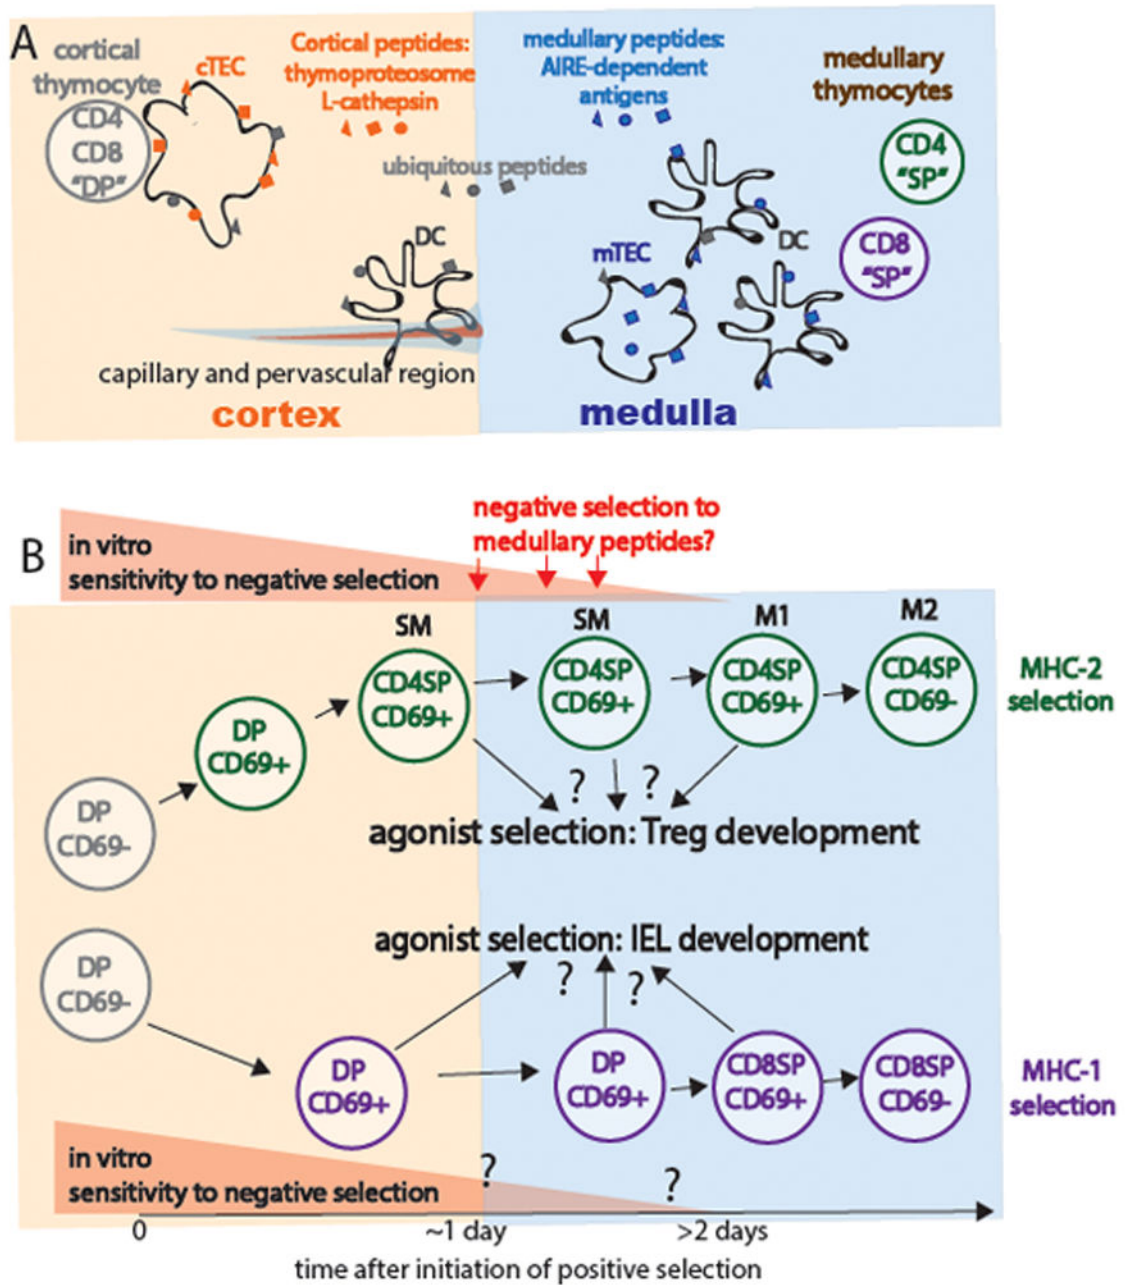 A
cortical
thymocyte
CD4
CD8
"DP"
cTEC
Cortical peptides:
thymoproteosome
L-cathepsin
medullary peptides:
AIRE-dependent
antigens
medullary
thymocytes
CD4
"SP"
CD8
"SP"
ubiquitous peptides
DC
mTEC
DC
capillary and pervascular region
cortex
medulla
B
in vitro
sensitivity to negative selection
negative selection to
medullary peptides?
SM
SM
M1
M2
CD4SP
CD69+
CD4SP
CD69+
CD4SP
CD69+
CD4SP
CD69-
MHC-2
selection
DP
CD69+
DP
CD69-
?
?
agonist selection: Treg development
agonist selection: IEL development
?
?
DP
CD69-
DP
CD69+
DP
CD69+
CD8SP
CD69+
CD8SP
CD69-
MHC-1
selection
in vitro
sensitivity to negative selection
?
?
0
~1 day
>2 days
time after initiation of positive selection